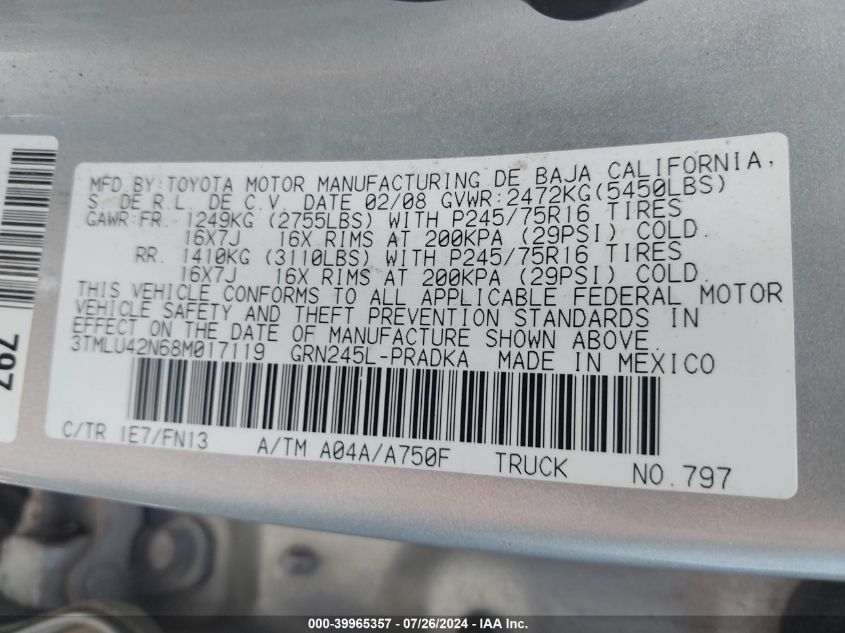 MFD BY: TOYOTA MOTOR MANUFACTURING DE BAJA CALIFORNIA,
S. DE R.L. DE C.V. DATE 02/08 GVWR: 2472KG(5450LBS)
GAWR: FR. 1249KG (2755LBS) WITH P245/75R16 TIRES
16X7J 16X RIMS AT 200KPA (29PSI) COLD.
RR. 1410KG (3110LBS) WITH P245/75R16 TIRES
16X7J 16X RIMS AT 200KPA (29PSI) COLD.
THIS VEHICLE CONFORMS TO ALL APPLICABLE FEDERAL MOTOR
VEHICLE SAFETY AND THEFT PREVENTION STANDARDS IN
EFFECT ON THE DATE OF MANUFACTURE SHOWN ABOVE.
3TMLU42N68M017119 GRN245L-PRADKA MADE IN MEXICO
C/TR 1E7/FN13 A/TM A04A/A750F TRUCK NO.797
797
000-39965357 - 07/26/2024 - IAA Inc.